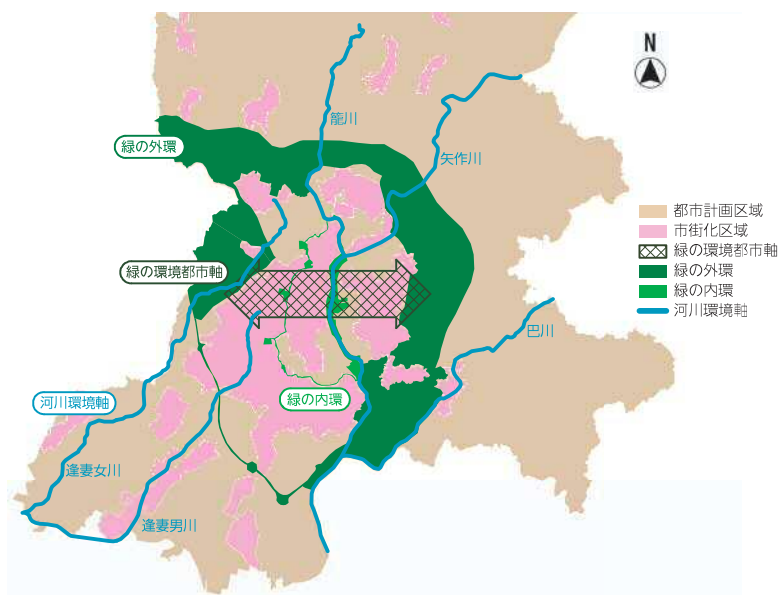 N
籠川
緑の外環
矢作川
都市計画区域
市街化区域
緑の環境都市軸
緑の外環
緑の内環
河川環境軸
緑の環境都市軸
巴川
河川環境軸
緑の内環
逢妻女川
逢妻男川